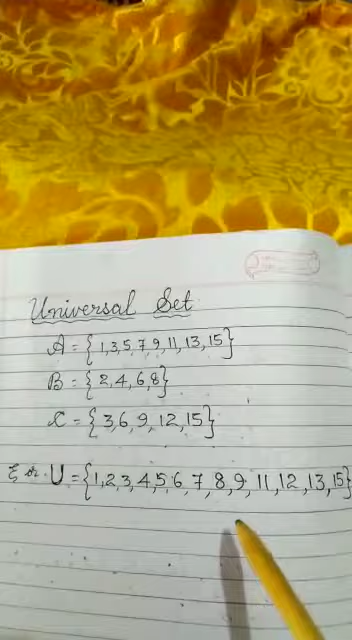 Universal Set
A = {1,3,5,7,9,11,13,15}
B = {2,4,6,8}
C = {3,6,9,12,15}
ξ or U = {1,2,3,4,5,6,7,8,9,11,12,13,15}